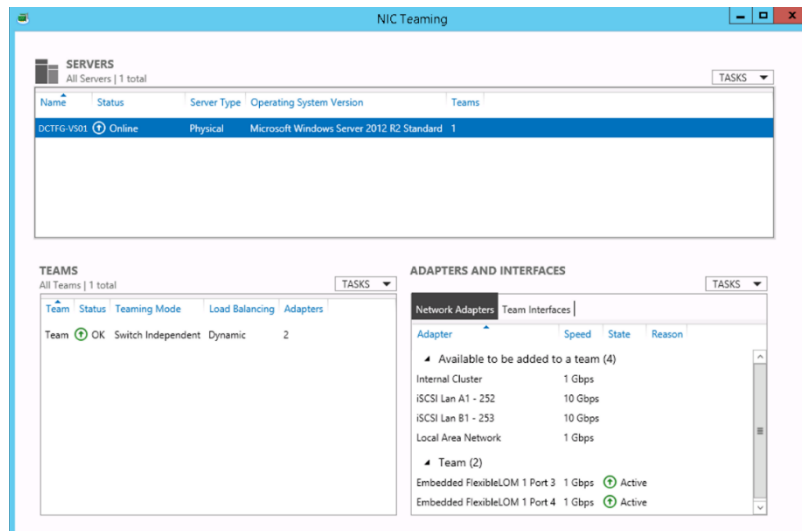 NIC Teaming
SERVERS
All Servers | 1 total
TASKS
Name Status Server Type Operating System Version Teams
DCTFG-VS01 Online Physical Microsoft Windows Server 2012 R2 Standard 1
TEAMS
All Teams | 1 total
TASKS
Team Status Teaming Mode Load Balancing Adapters
Team OK Switch Independent Dynamic 2
ADAPTERS AND INTERFACES
TASKS
Network Adapters Team Interfaces
Adapter Speed State Reason
Available to be added to a team (4)
Internal Cluster 1 Gbps
iSCSI Lan A1 - 252 10 Gbps
iSCSI Lan B1 - 253 10 Gbps
Local Area Network 1 Gbps
Team (2)
Embedded FlexibleLOM 1 Port 3 1 Gbps Active
Embedded FlexibleLOM 1 Port 4 1 Gbps Active